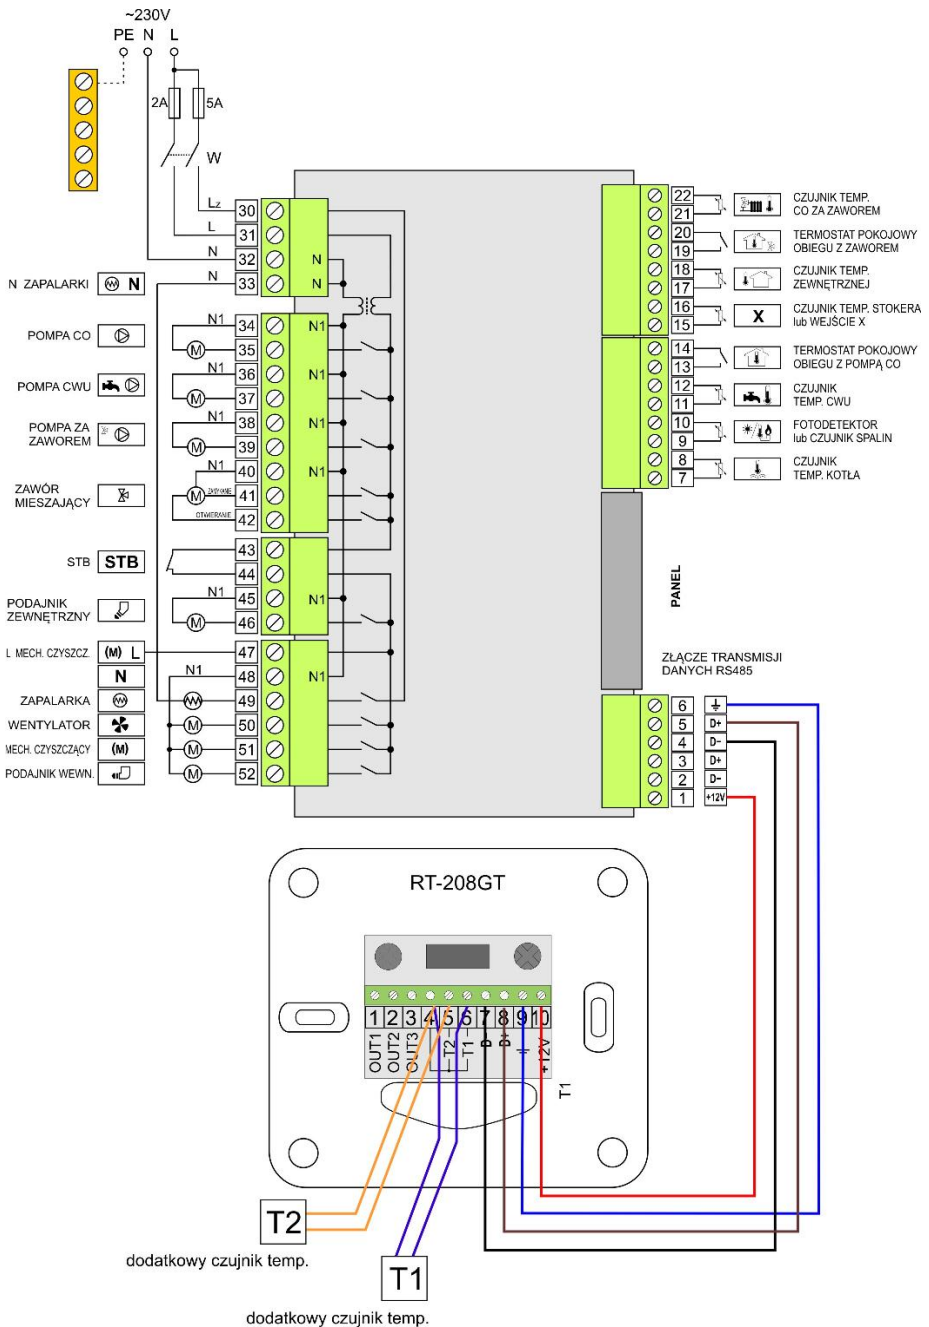 ~230V
PE N L
2A
5A
W
Lz
30
L
31
N
32
N
N
33
N
N ZAPALARKI
N
N1
34
N1
POMPA CO
M
35
N1
36
N1
POMPA CWU
M
37
N1
38
N1
POMPA ZA
ZAWOREM
M
39
N1
40
N1
ZAWÓR
MIESZAJĄCY
M
ZAMYKANIE
41
OTWIERANIE
42
STB
STB
43
44
PODAJNIK
ZEWNĘTRZNY
N1
45
N1
M
46
L MECH. CZYSZCZ.
(M) L
47
N
N1
48
N1
ZAPALARKA
49
WENTYLATOR
M
50
MECH. CZYSZCZĄCY
(M)
M
51
PODAJNIK WEWN.
M
52
22
21
CZUJNIK TEMP.
CO ZA ZAWOREM
20
19
TERMOSTAT POKOJOWY
OBIEGU Z ZAWOREM
18
17
CZUJNIK TEMP.
ZEWNĘTRZNEJ
16
15
X
CZUJNIK TEMP. STOKERA
lub WEJŚCIE X
14
13
TERMOSTAT POKOJOWY
OBIEGU Z POMPĄ CO
12
11
CZUJNIK
TEMP. CWU
10
9
FOTODETEKTOR
lub CZUJNIK SPALIN
8
7
CZUJNIK
TEMP. KOTŁA
PANEL
ZŁĄCZE TRANSMISJI
DANYCH RS485
6
5 D+
4 D-
3 D+
2 D-
1 +12V
RT-208GT
1 2 3 4 5 6 7 8 9 10
OUT1
OUT2
OUT3
T2
T1
D-
D+
+12V
T1
T2
dodatkowy czujnik temp.
T1
dodatkowy czujnik temp.